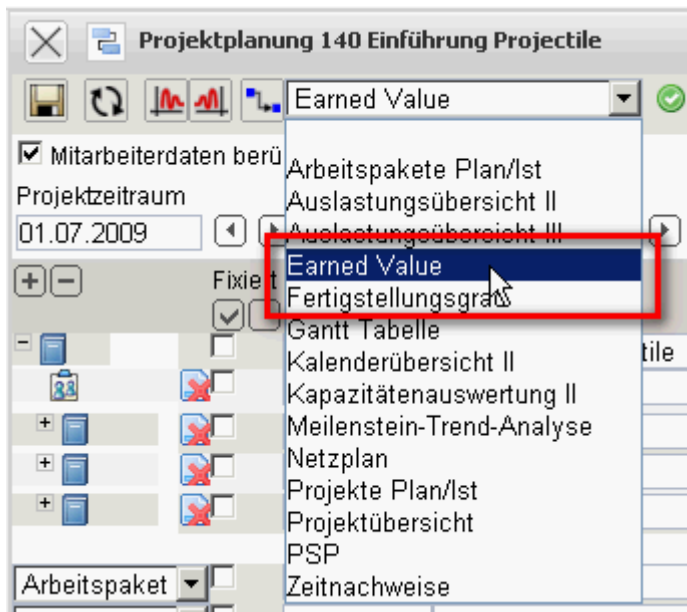 Projektplanung 140 Einführung Projectile
Earned Value
Mitarbeiterdaten berü
Arbeitspakete Plan/Ist
Projektzeitraum
Auslastungsübersicht II
01.07.2009
Auslastungsübersicht III
Earned Value
Fixiert
Fertigstellungsgrad
Gantt Tabelle
tile
Kalenderübersicht II
Kapazitätenauswertung II
Meilenstein-Trend-Analyse
Netzplan
Projekte Plan/Ist
Projektübersicht
PSP
Arbeitspaket
Zeitnachweise